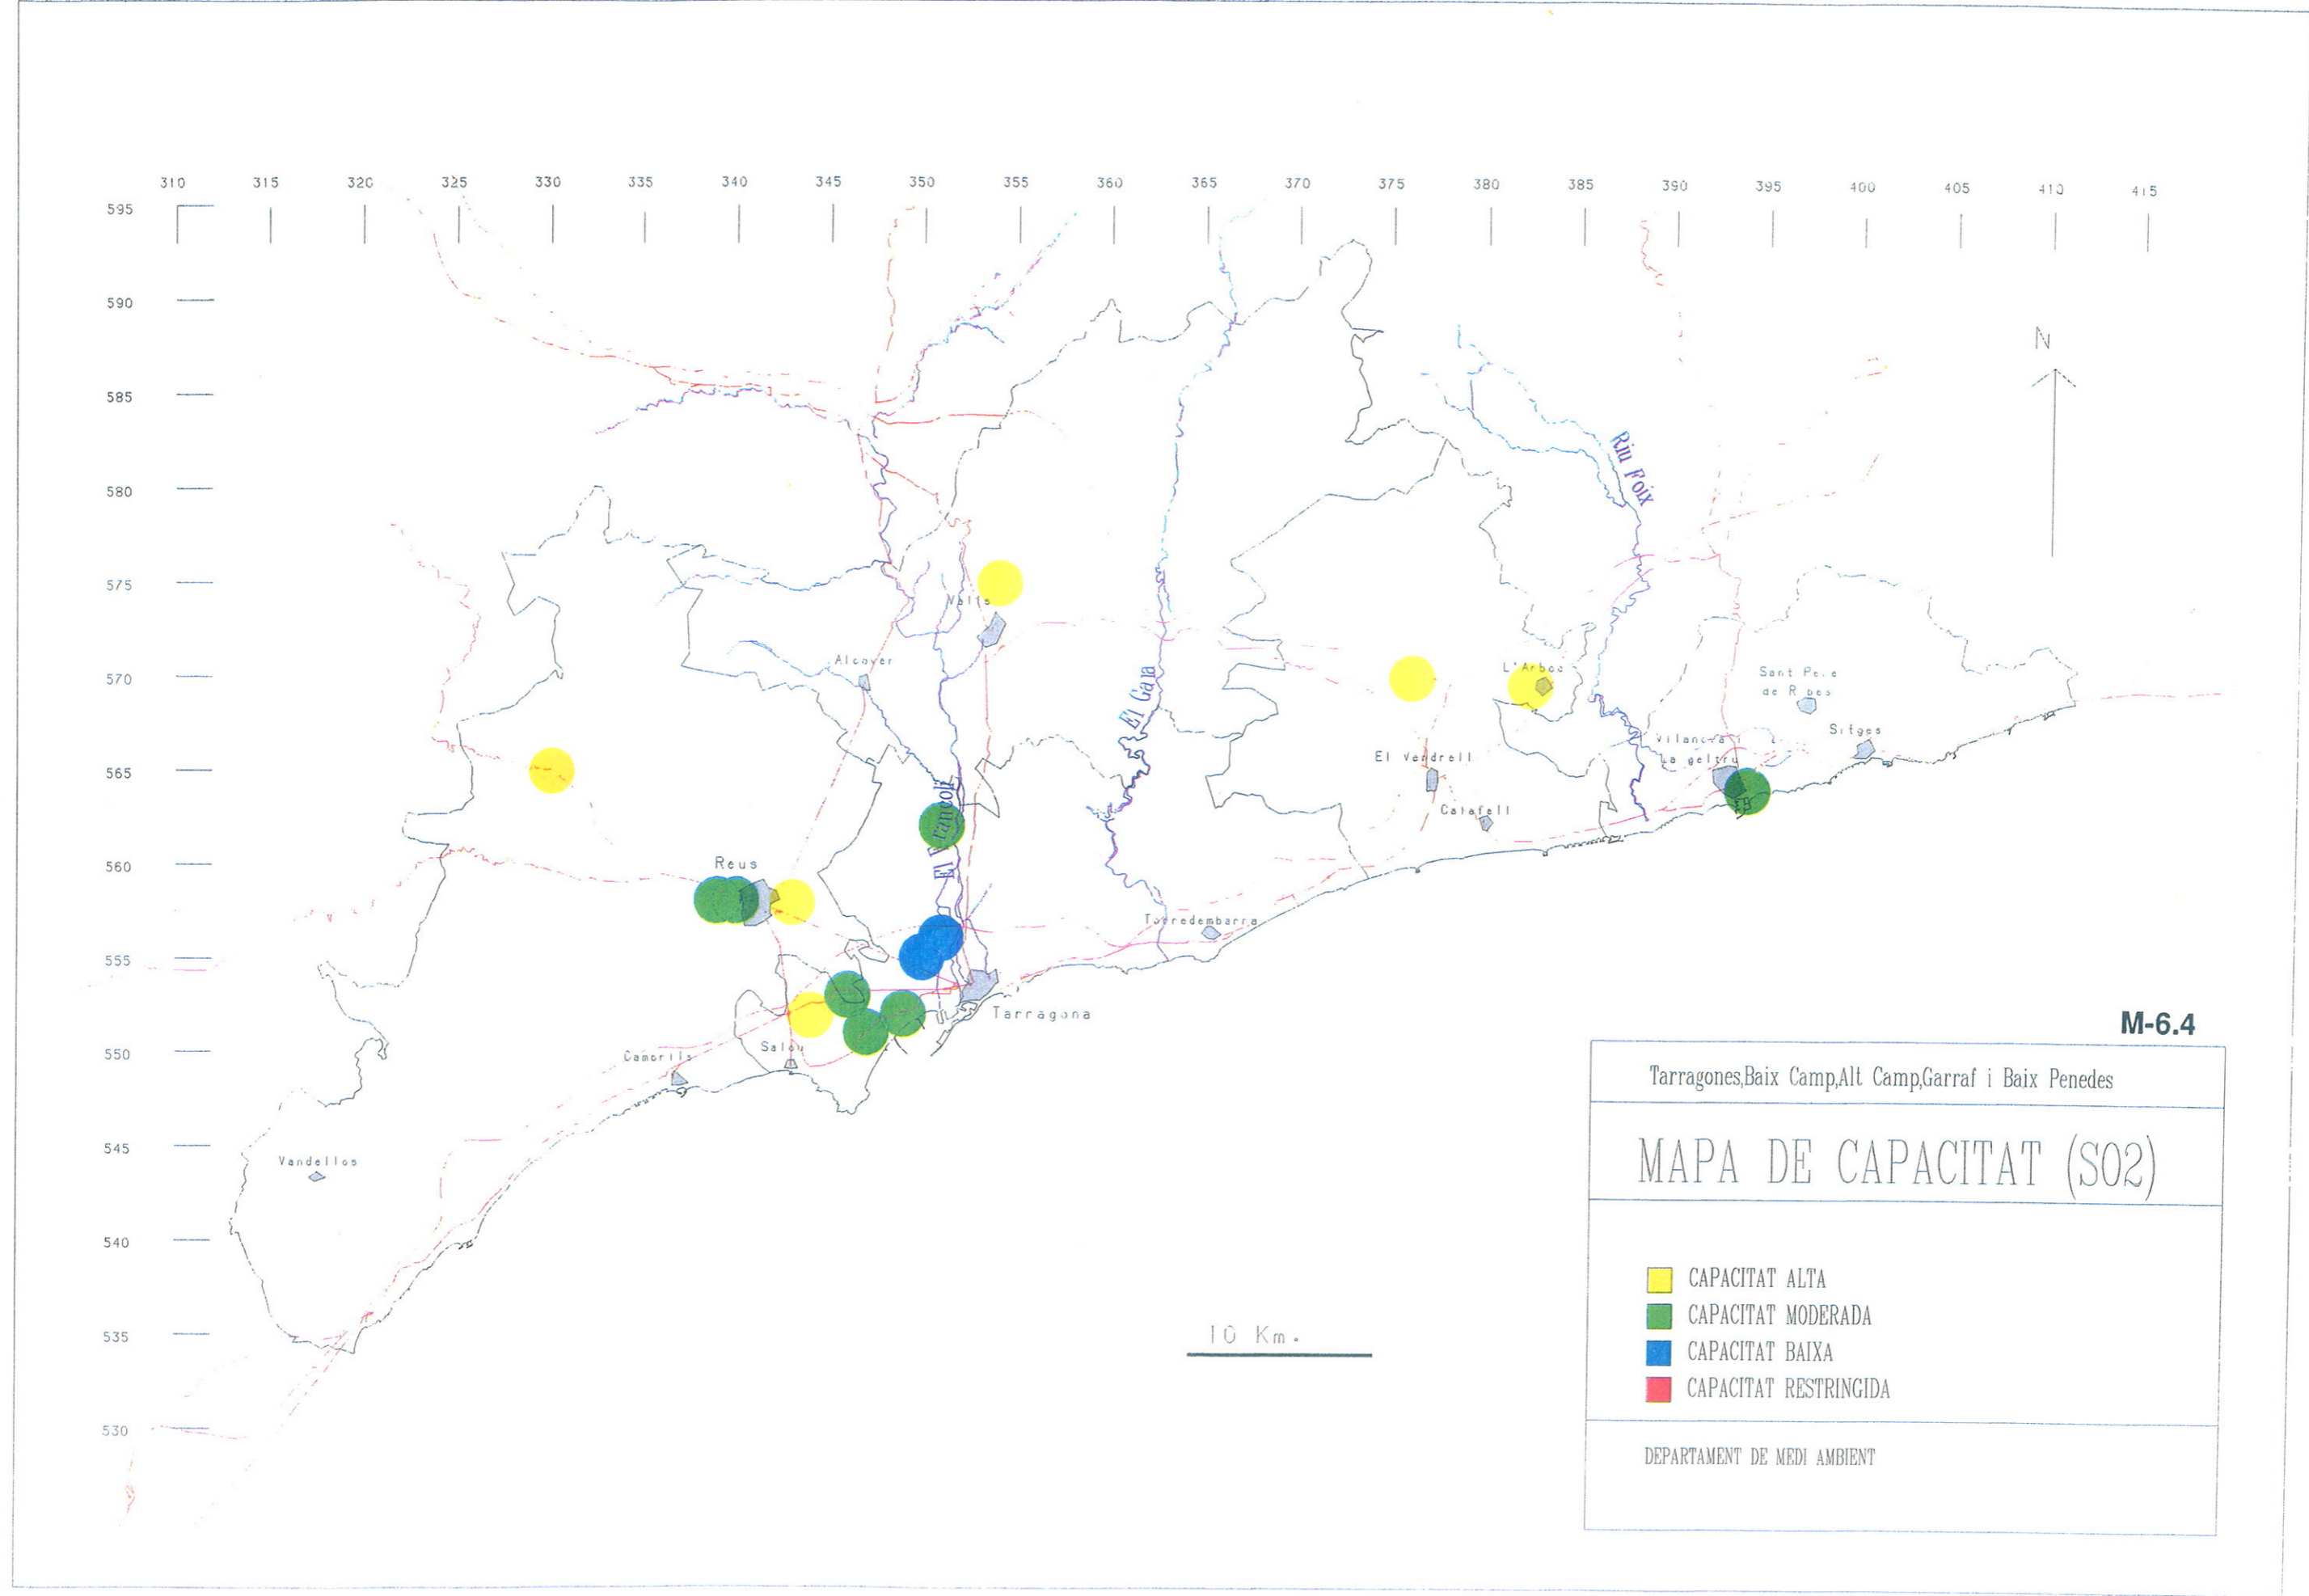 310 315 320 325 330 335 340 345 350 355 360 365 370 375 380 385 390 395 400 405 410 415
595
590
N
585
Riu Foix
580
575
Valls
Alcover
570
L'Arboc
Sant Pere
de Ribes
El Gaia
Sitges
Vilanova i
La geltru
El Vendrell
565
Calafell
El Francoli
560
Reus
Torredembarra
555
Tarragona
M-6.4
550
Salou
Cambrils
Tarragones,Baix Camp,Alt Camp,Garraf i Baix Penedes
545
Vandellos
MAPA DE CAPACITAT (SO2)
540
CAPACITAT ALTA
CAPACITAT MODERADA
535
10 Km.
CAPACITAT BAIXA
CAPACITAT RESTRINGIDA
530
DEPARTAMENT DE MEDI AMBIENT